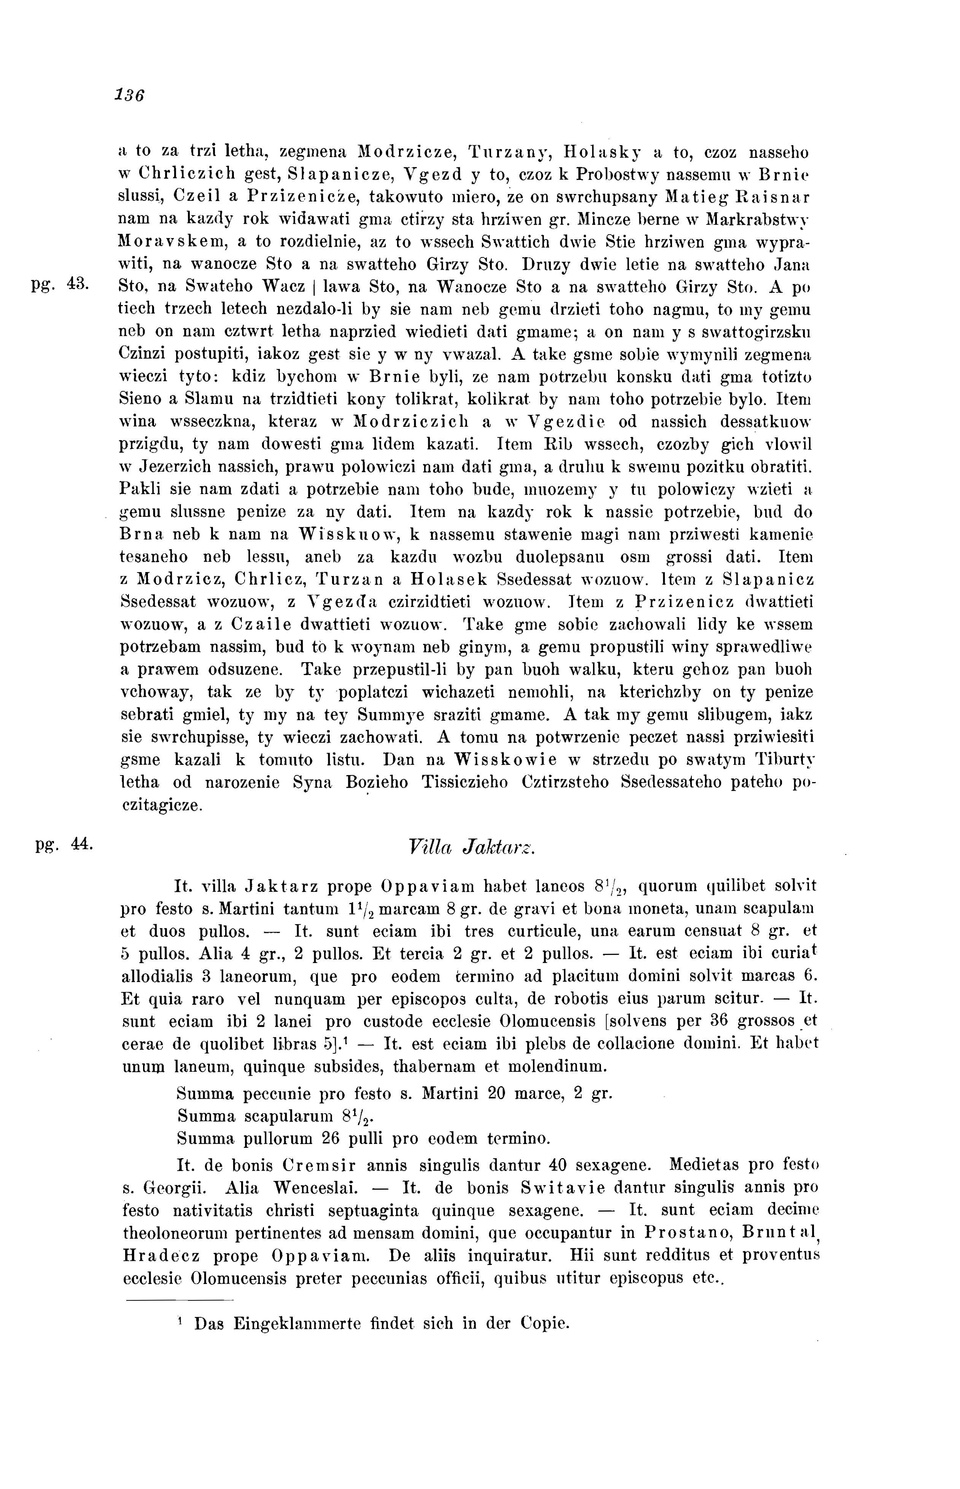 136
a to za trzi letha, zegmena Modrzicze, Turzany, Holasky a to, czoz nasseho
w Chrliczich gest, Slapanicze, Vgezd y to, czoz k Probostwy nassemu w Brnie
slussi, Czeil a Przizenicze, takowuto miero, ze on swrchupsany Matieg Raisnar
nam na kazdy rok widawati gma ctirzy sta hrziwen gr. Mincze berne w Markrabstwy
Moravskem, a to rozdielnie, az to wssech Swattich dwie Stie hrziwen gma wypra-
witi, na wanocze Sto a na swatteho Girzy Sto. Druzy dwie letie na swatteho Jana
pg. 43. Sto, na Swateho Wacz | lawa Sto, na Wanocze Sto a na swatteho Girzy Sto. A po
tiech trzech letech nezdalo-li by sie nam neb gemu drzieti toho nagmu, to my gemu
neb on nam cztwrt letha naprzied wiedieti dati gmame; a on nam y s swattogirzsku
Czinzi postupiti, iakoz gest sie y w ny vwazal. A take gsme sobie wymynili zegmena
wieczi tyto: kdiz bychom w Brnie byli, ze nam potrzebu konsku dati gma totizto
Sieno a Slamu na trzidtieti kony tolikrat, kolikrat by nam toho potrzebie bylo. Item
wina wsseczkna, kteraz w Modrziczich a w Vgezdie od nassich dessatkuow
przigdu, ty nam dowesti gma lidem kazati. Item Rib wssech, czozby gich vlowil
w Jezerzich nassich, prawu polowiczi nam dati gma, a druhu k swemu pozitku obratiti.
Pakli sie nam zdati a potrzebie nam toho bude, muozemy y tu polowiczy wzieti a
gemu slussne penize za ny dati. Item na kazdy rok k nassie potrzebie, bud do
Brna neb k nam na Wisskuow, k nassemu stawenie magi nam prziwesti kamenie
tesaneho neb lessu, aneb za kazdu wozbu duolepsanu osm grossi dati. Item
z Modrzicz, Chrlicz, Turzan a Holasek Ssedessat wozuow. Item z Slapanicz
Ssedessat wozuow, z Vgezda czirzidtieti wozuow. Item z Przizenicz dwattieti
wozuow, a z Czaile dwattieti wozuow. Take gme sobie zachowali lidy ke wssem
potrzebam nassim, bud to k woynam neb ginym, a gemu propustili winy sprawedliwe
a prawem odsuzene. Take przepustil-li by pan buoh walku, kteru gehoz pan buoh
vchoway, tak ze by ty poplatczi wichazeti nemohli, na kterichzby on ty penize
sebrati gmiel, ty my na tey Summye sraziti gmame. A tak my gemu slibugem, iakz
sie swrchupisse, ty wieczi zachowati. A tomu na potwrzenie peczet nassi prziwiesiti
gsme kazali k tomuto listu. Dan na Wisskowie w strzedu po swatym Tiburty
letha od narozenie Syna Bozieho Tissiczieho Cztirzsteho Ssedessateho pateho po-
czitagicze.
pg. 44. Villa Jaktarz.
It. villa Jaktarz prope Oppaviam habet laneos 8¹/₂, quorum quilibet solvit
pro festo s. Martini tantum 1¹/₂ marcam 8 gr. de gravi et bona moneta, unam scapulam
et duos pullos. — It. sunt eciam ibi tres curticule, una earum censuat 8 gr. et
5 pullos. Alia 4 gr., 2 pullos. Et tercia 2 gr. et 2 pullos. — It. est eciam ibi curia
allodialis 3 laneorum, que pro eodem termino ad placitum domini solvit marcas 6.
Et quia raro vel nunquam per episcopos culta, de robotis eius parum scitur. — It.
sunt eciam ibi 2 lanei pro custode ecclesie Olomucensis [solvens per 36 grossos et
cerae de quolibet libras 5].¹ — It. est eciam ibi plebs de collacione domini. Et habet
unum laneum, quinque subsides, thabernam et molendinum.
Summa peccunie pro festo s. Martini 20 marce, 2 gr.
Summa scapularum 8¹/₂.
Summa pullorum 26 pulli pro eodem termino.
It. de bonis Cremsir annis singulis dantur 40 sexagene. Medietas pro festo
s. Georgii. Alia Wenceslai. — It. de bonis Switavie dantur singulis annis pro
festo nativitatis christi septuaginta quinque sexagene. — It. sunt eciam decime
theoloneorum pertinentes ad mensam domini, que occupantur in Prostano, Bruntal,
Hradecz prope Oppaviam. De aliis inquiratur. Hii sunt redditus et proventus
ecclesie Olomucensis preter peccunias officii, quibus utitur episcopus etc..
¹ Das Eingeklammerte findet sich in der Copie.